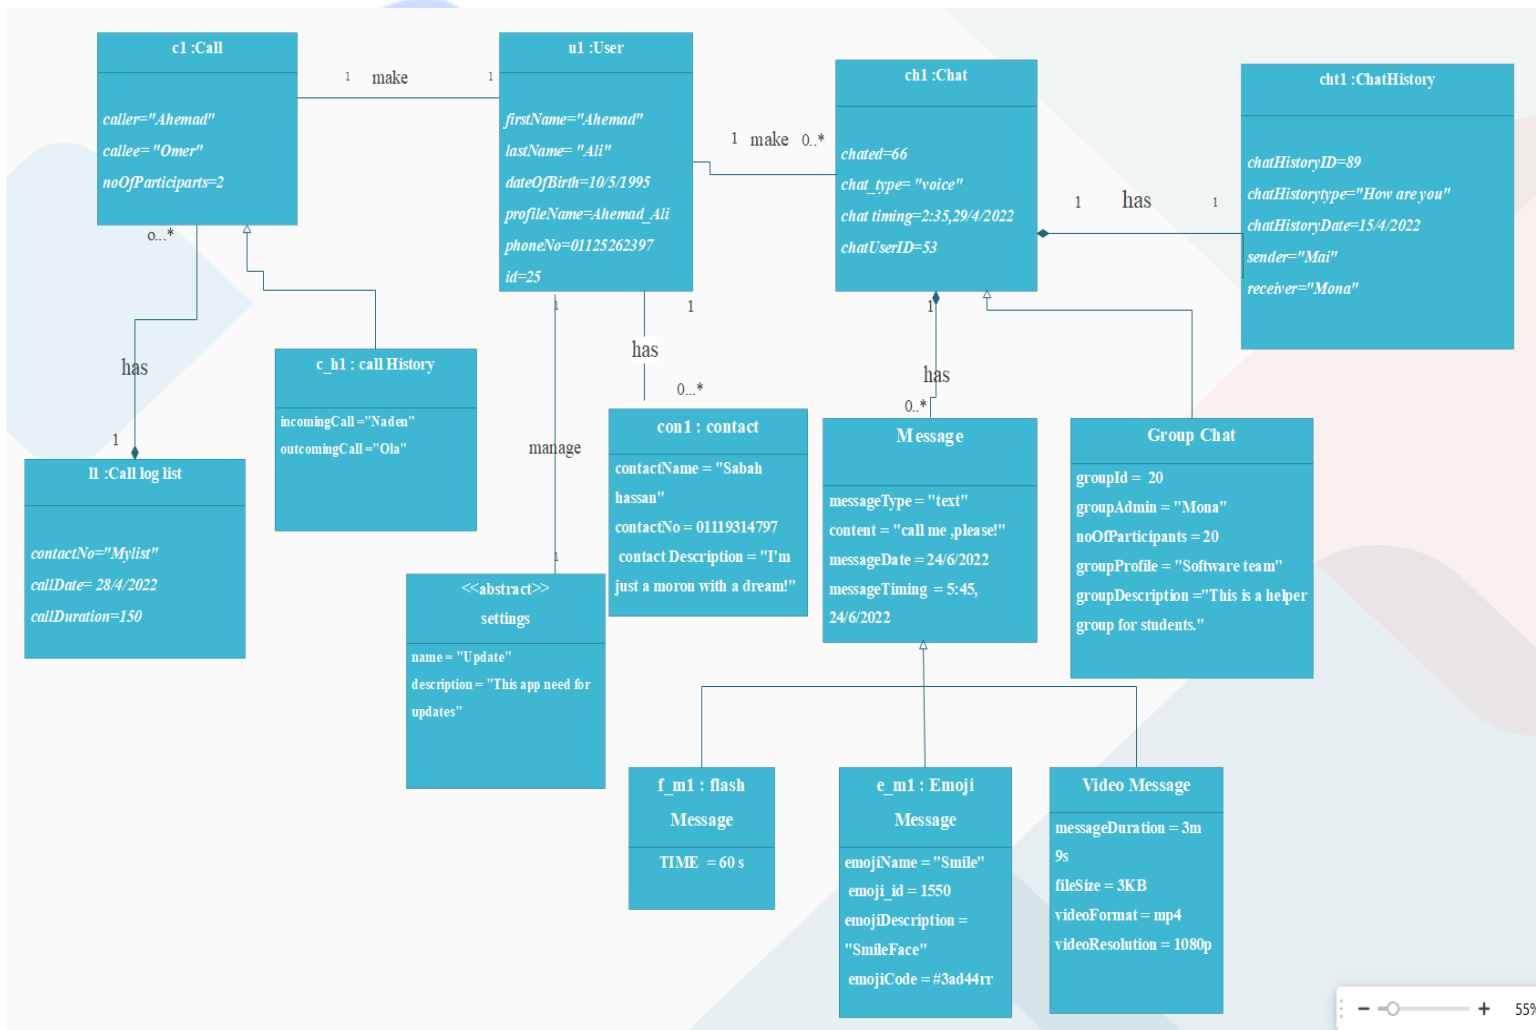 c1 :Call
caller="Ahemad"
callee= "Omer"
noOfParticiparts=2
1 make 1
u1 :User
firstName="Ahemad"
lastName= "Ali"
dateOfBirth=10/5/1995
profileName=Ahemad_Ali
phoneNo=01125262397
id=25
1 make 0..*
ch1 :Chat
chated=66
chat_type= "voice"
chat timing=2:35,29/4/2022
chatUserID=53
1 has 1
cht1 :ChatHistory
chatHistoryID=89
chatHistorytype="How are you"
chatHistoryDate=15/4/2022
sender="Mai"
receiver="Mona"
o...*
has
1
c_h1 : call History
incomingCall ="Naden"
outcomingCall ="Ola"
l1 :Call log list
contactNo="Mylist"
callDate= 28/4/2022
callDuration=150
1
manage
1
<<abstract>>
settings
name = "Update"
description = "This app need for
updates"
1
has
0...*
con1 : contact
contactName = "Sabah
hassan"
contactNo = 01119314797
contact Description = "I'm
just a moron with a dream!"
1
has
0..*
Message
messageType = "text"
content = "call me ,please!"
messageDate = 24/6/2022
messageTiming = 5:45,
24/6/2022
Group Chat
groupId = 20
groupAdmin = "Mona"
noOfParticipants = 20
groupProfile = "Software team"
groupDescription ="This is a helper
group for students."
f_m1 : flash
Message
TIME = 60 s
e_m1 : Emoji
Message
emojiName = "Smile"
emoji_id = 1550
emojiDescription =
"SmileFace"
emojiCode = #3ad44rr
Video Message
messageDuration = 3m
9s
fileSize = 3KB
videoFormat = mp4
videoResolution = 1080p
55%